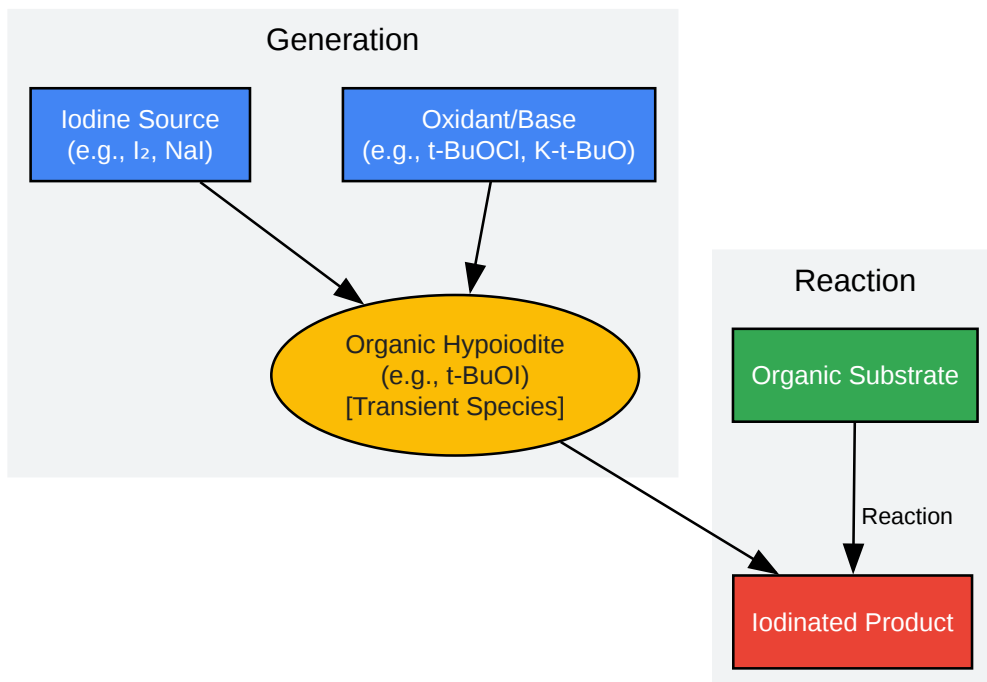 Generation
Iodine Source
(e.g., I₂, NaI)
Oxidant/Base
(e.g., t-BuOCl, K-t-BuO)
Organic Hypoiodite
(e.g., t-BuOI)
[Transient Species]
Reaction
Organic Substrate
Reaction
Iodinated Product